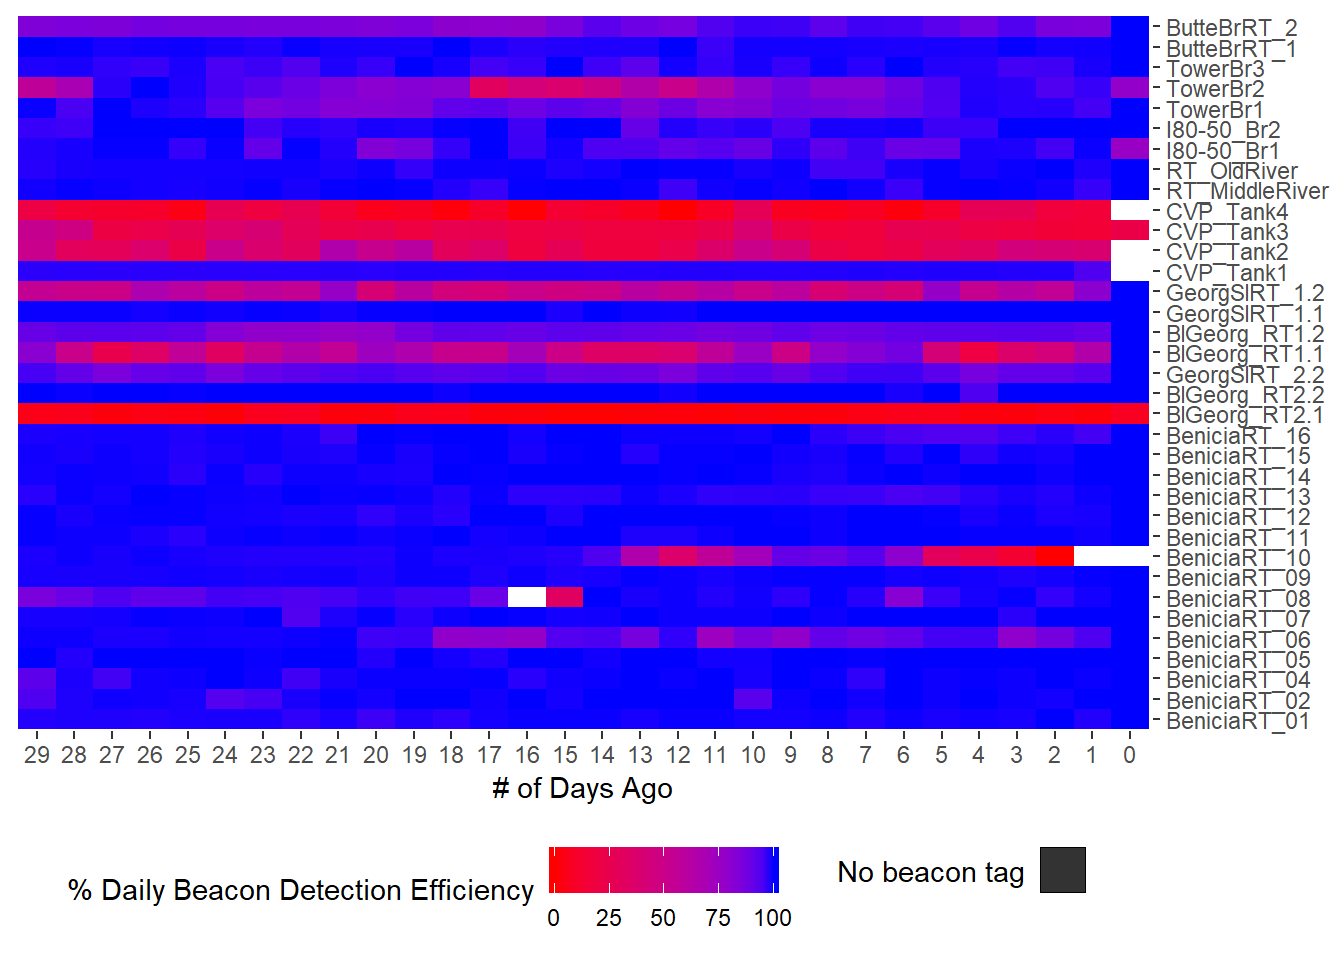 ButteBrRT_2
ButteBrRT_1
TowerBr3
TowerBr2
TowerBr1
I80-50_Br2
I80-50_Br1
RT_OldRiver
RT_MiddleRiver
CVP_Tank4
CVP_Tank3
CVP_Tank2
CVP_Tank1
GeorgSlRT_1.2
GeorgSlRT_1.1
BlGeorg_RT1.2
BlGeorg_RT1.1
GeorgSlRT_2.2
BlGeorg_RT2.2
BlGeorg_RT2.1
BeniciaRT_16
BeniciaRT_15
BeniciaRT_14
BeniciaRT_13
BeniciaRT_12
BeniciaRT_11
BeniciaRT_10
BeniciaRT_09
BeniciaRT_08
BeniciaRT_07
BeniciaRT_06
BeniciaRT_05
BeniciaRT_04
BeniciaRT_02
BeniciaRT_01
29 28 27 26 25 24 23 22 21 20 19 18 17 16 15 14 13 12 11 10 9 8 7 6 5 4 3 2 1 0
# of Days Ago
% Daily Beacon Detection Efficiency
0 25 50 75 100
No beacon tag